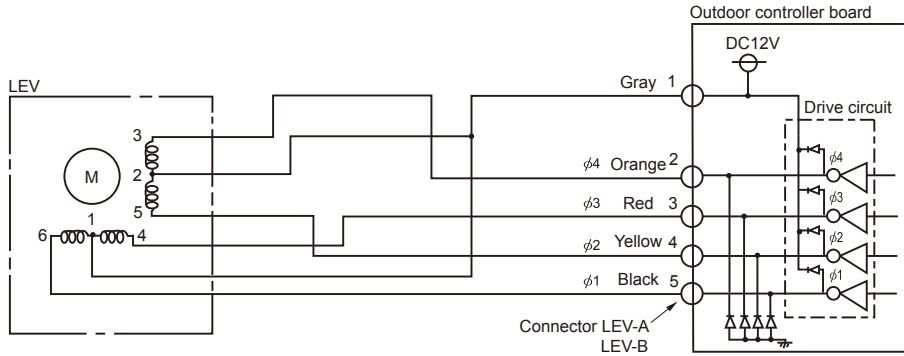 Outdoor controller board
DC12V
LEV
Gray 1
Drive circuit
3
M
2
5
1
6
4
ϕ4 Orange 2
ϕ3 Red 3
ϕ2 Yellow 4
ϕ1 Black 5
ϕ4
ϕ3
ϕ2
ϕ1
Connector LEV-A
LEV-B